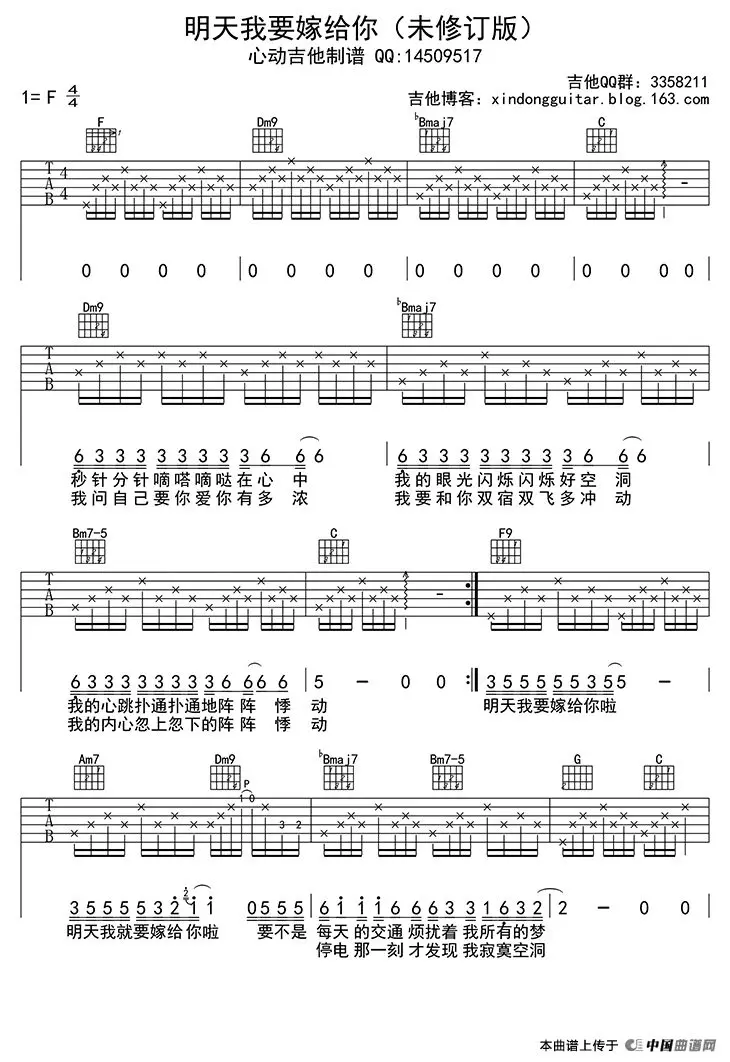 明天我要嫁给你（未修订版）
心动吉他制谱 QQ:14509517
吉他QQ群：3358211
1= F 4/4
吉他博客：xindongguitar.blog.163.com
F Dm9 ♭Bmaj7 C
T A B 4 4
0 0 0 0 0 0 0 0 0 0 0 0 0 0 0 0
Dm9 ♭Bmaj7
T A B
6 3 3 3 3 3 3 6 6 6 3 3 3 3 3 3 6 6
秒针分针嘀嗒嘀哒在心中 我的眼光闪烁闪烁好空洞
我问自己要你爱你有多浓 我要和你双宿双飞多冲动
Bm7-5 C F9
T A B
6 3 3 3 3 3 3 3 6 6 6 6 5 – 0 0 3 5 5 5 5 5 3 5 5
我的心跳扑通扑通地阵阵悸动 明天我要嫁给你啦
我的内心忽上忽下的阵阵悸动
Am7 Dm9 ♭Bmaj7 Bm7-5 G C
P
T A B 1 0 3 2
3 5 5 5 5 5 3 2 2 1 1 0 5 5 5 6 1 1 1 6 6 3 3 1 6 3 2 2 – 0 0
明天我就要嫁给你啦 要不是 每天的交通烦扰着我所有的梦
停电那一刻才发现我寂寞空洞
本曲谱上传于 中国曲谱网